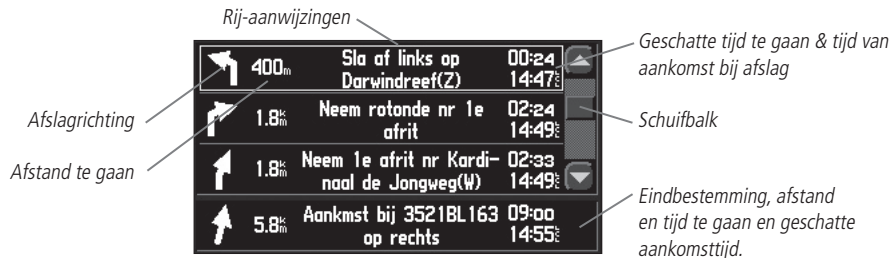 Rij-aanwijzingen
Geschatte tijd te gaan & tijd van
aankomst bij afslag
Afslagrichting
Afstand te gaan
Schuifbalk
Eindbestemming, afstand
en tijd te gaan en geschatte
aankomsttijd.
400m Sla af links op 00:24
Darwindreef(Z) 14:47
1.8km Neem rotonde nr 1e 02:24
afrit 14:49
1.8km Neem 1e afrit nr Kardi- 02:33
naal de Jongweg(W) 14:49
5.8km Aankmst bij 3521BL163 09:00
op rechts 14:55